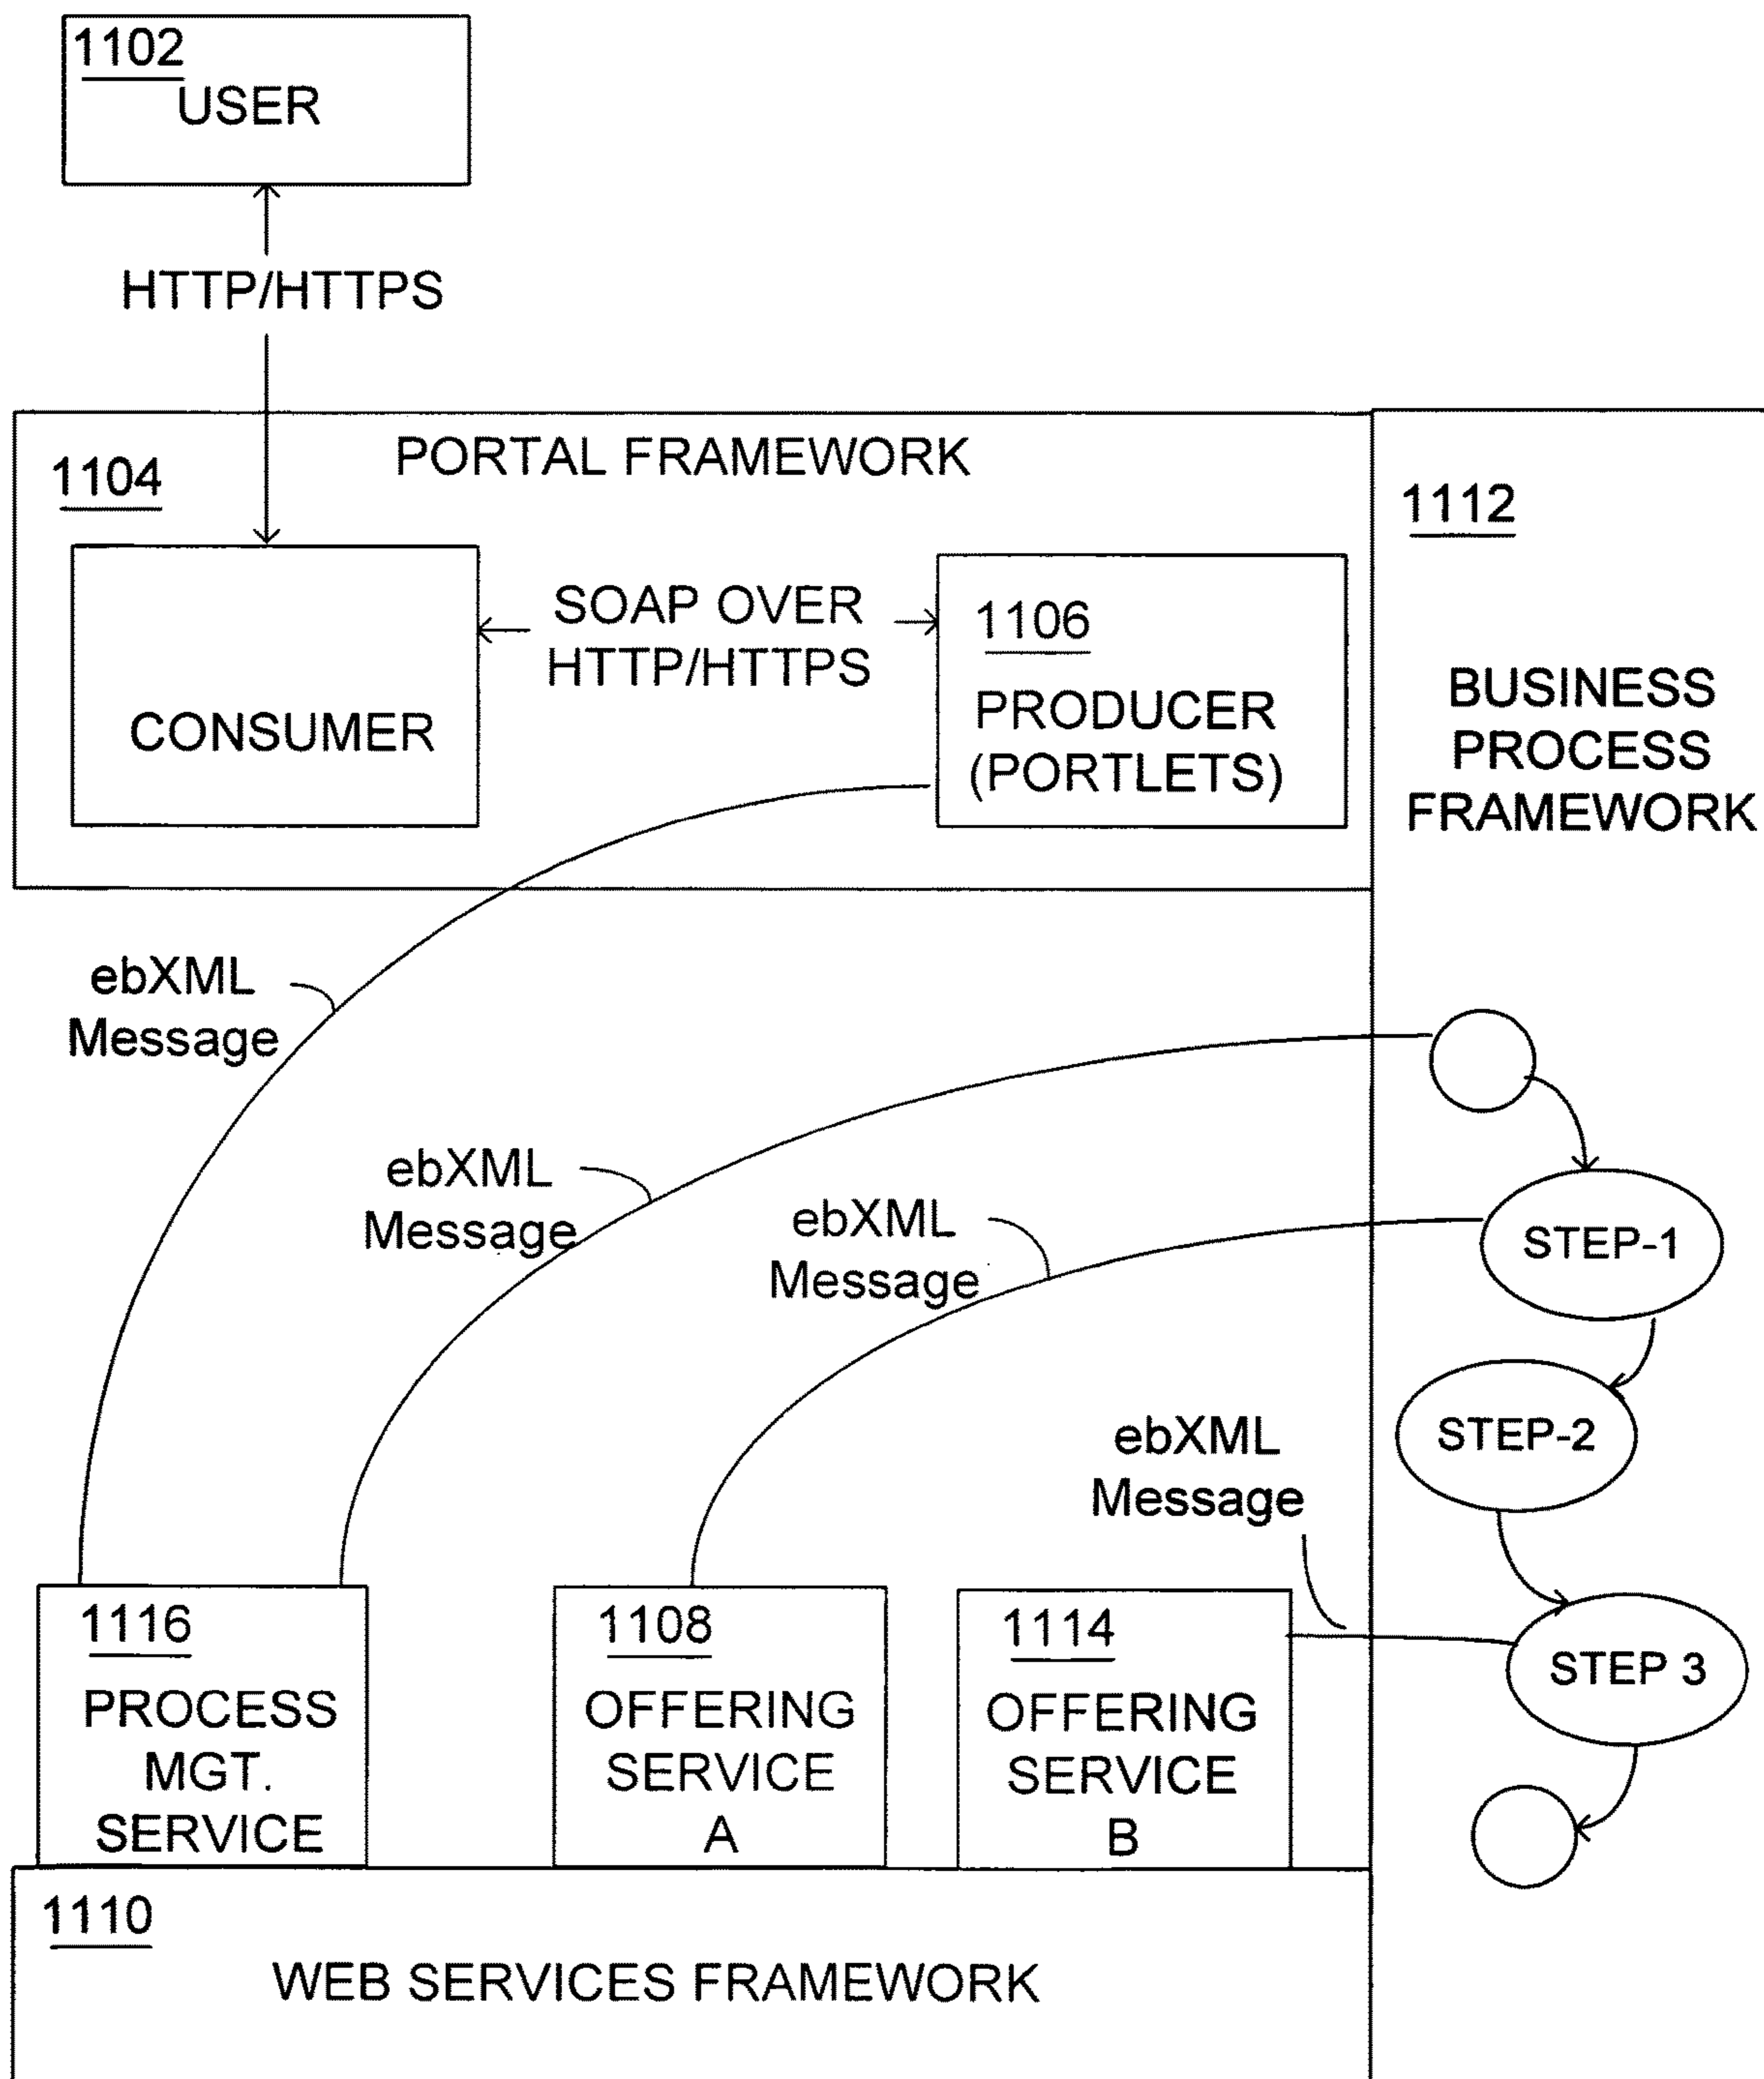 1102
USER
HTTP/HTTPS
PORTAL FRAMEWORK
1104
CONSUMER
SOAP OVER
HTTP/HTTPS
1106
PRODUCER
(PORTLETS)
1112
BUSINESS
PROCESS
FRAMEWORK
ebXML
Message
ebXML
Message
ebXML
Message
ebXML
Message
STEP-1
STEP-2
STEP 3
1116
PROCESS
MGT.
SERVICE
1108
OFFERING
SERVICE
A
1114
OFFERING
SERVICE
B
1110
WEB SERVICES FRAMEWORK